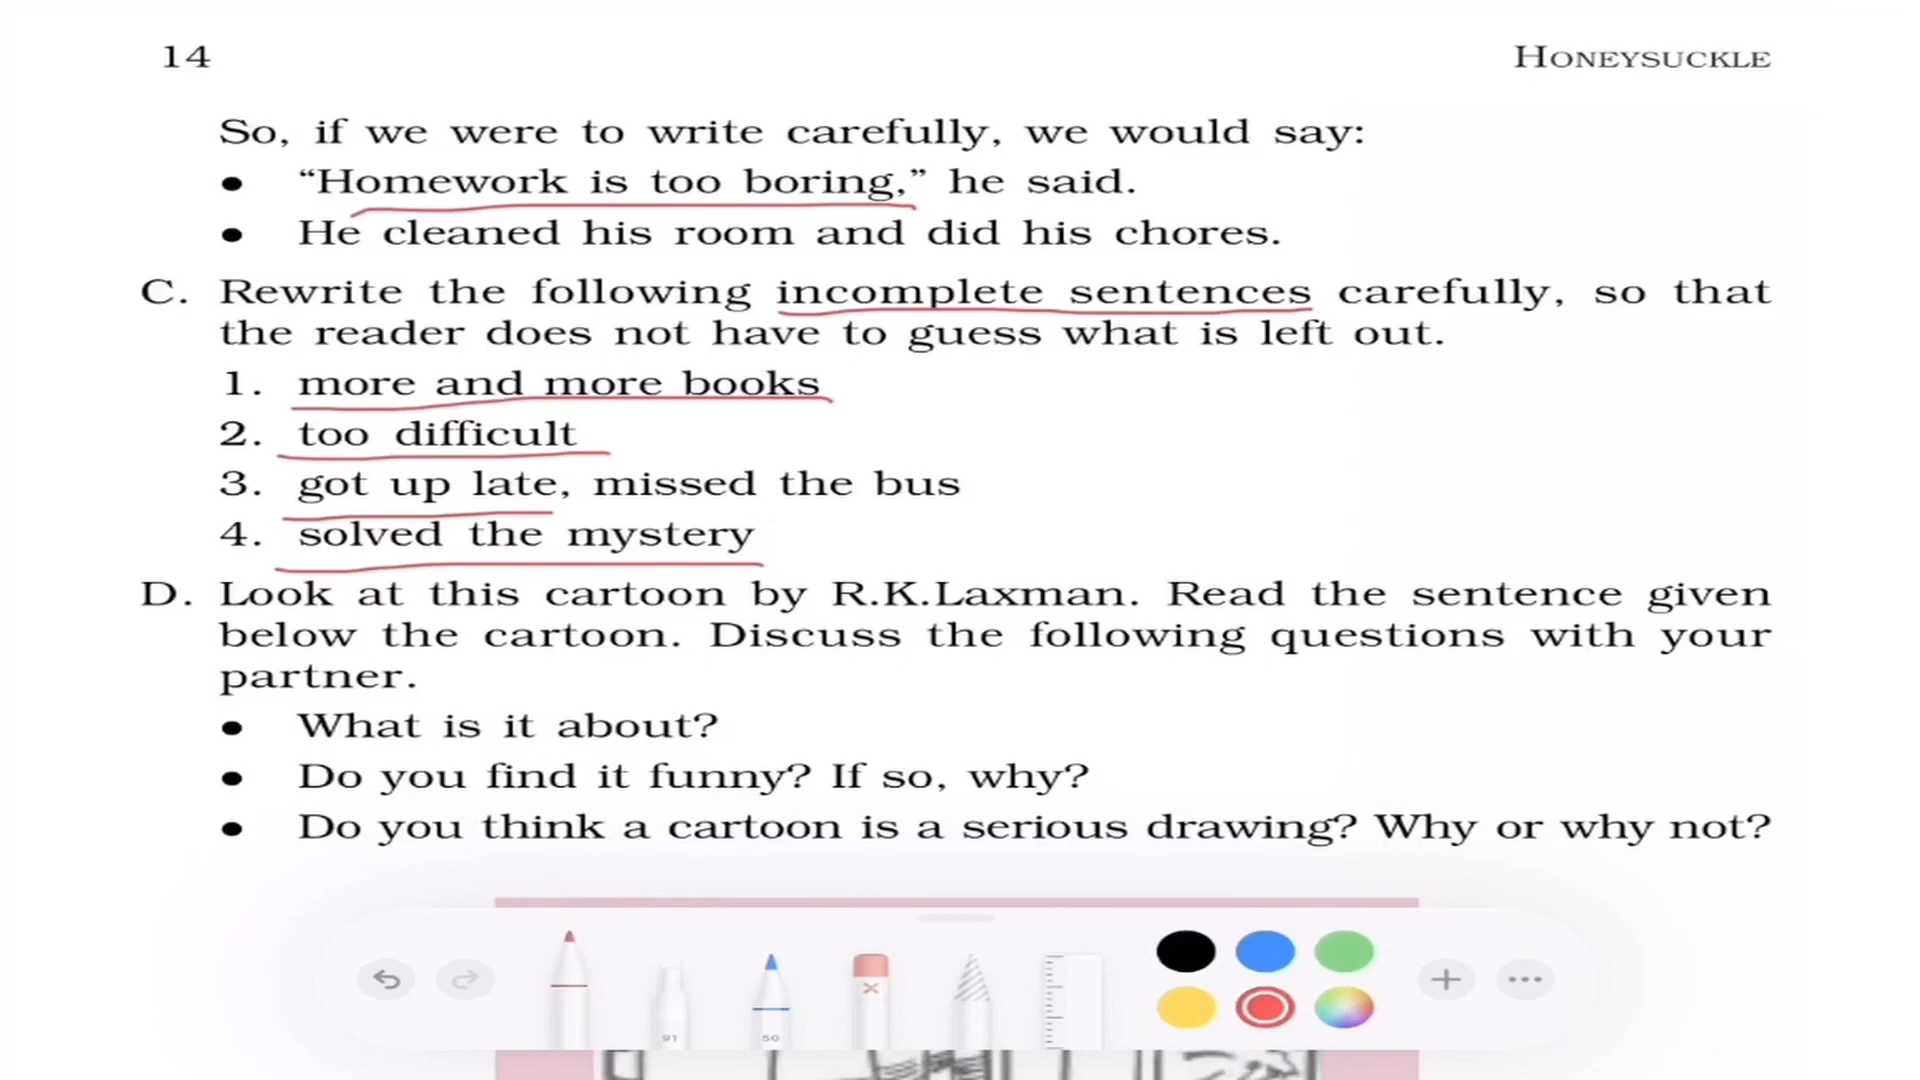 14 HONEYSUCKLE
So, if we were to write carefully, we would say:
● “Homework is too boring,” he said.
● He cleaned his room and did his chores.
C. Rewrite the following incomplete sentences carefully, so that
the reader does not have to guess what is left out.
1. more and more books
2. too difficult
3. got up late, missed the bus
4. solved the mystery
D. Look at this cartoon by R.K.Laxman. Read the sentence given
below the cartoon. Discuss the following questions with your
partner.
● What is it about?
● Do you find it funny? If so, why?
● Do you think a cartoon is a serious drawing? Why or why not?
91 50